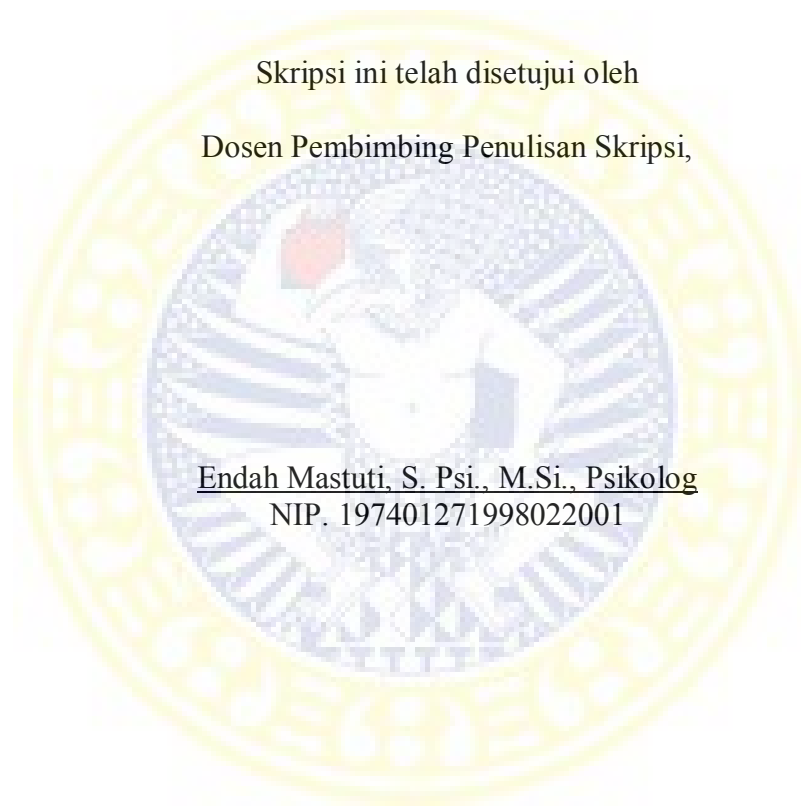 Skripsi ini telah disetujui oleh
Dosen Pembimbing Penulisan Skripsi,
Endah Mastuti, S. Psi., M.Si., Psikolog
NIP. 197401271998022001